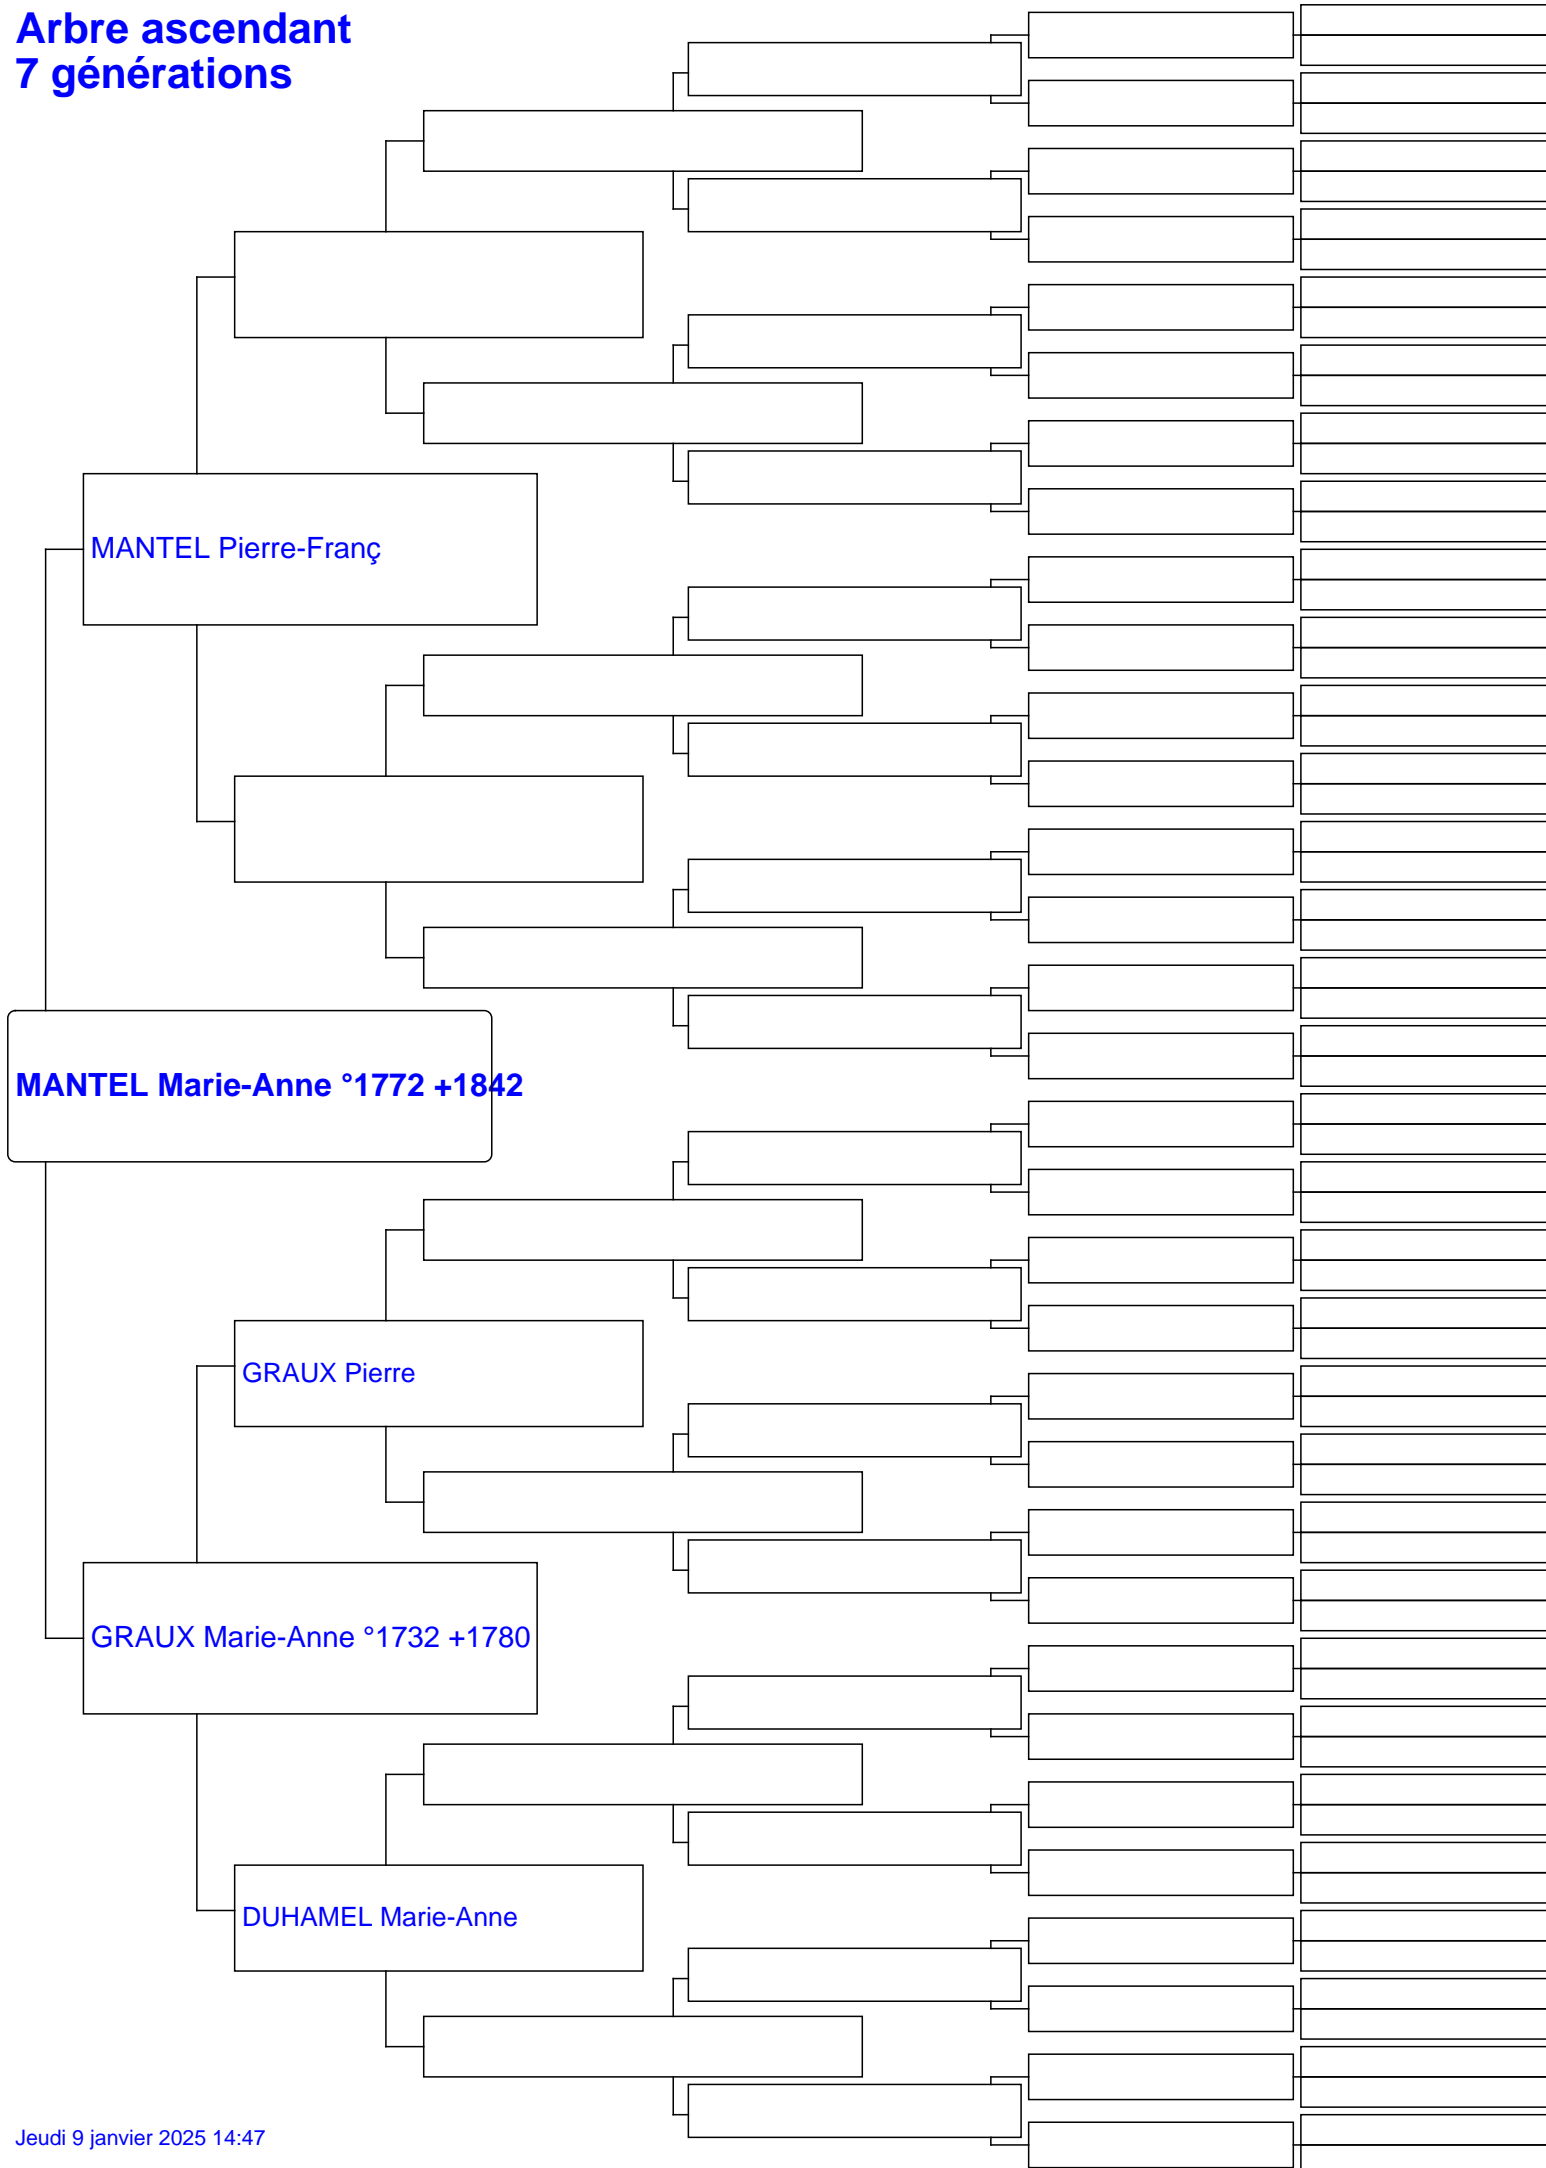 Arbre ascendant
7 générations
MANTEL Pierre-Franç
MANTEL Marie-Anne °1772 +1842
GRAUX Pierre
GRAUX Marie-Anne °1732 +1780
DUHAMEL Marie-Anne
Jeudi 9 janvier 2025 14:47